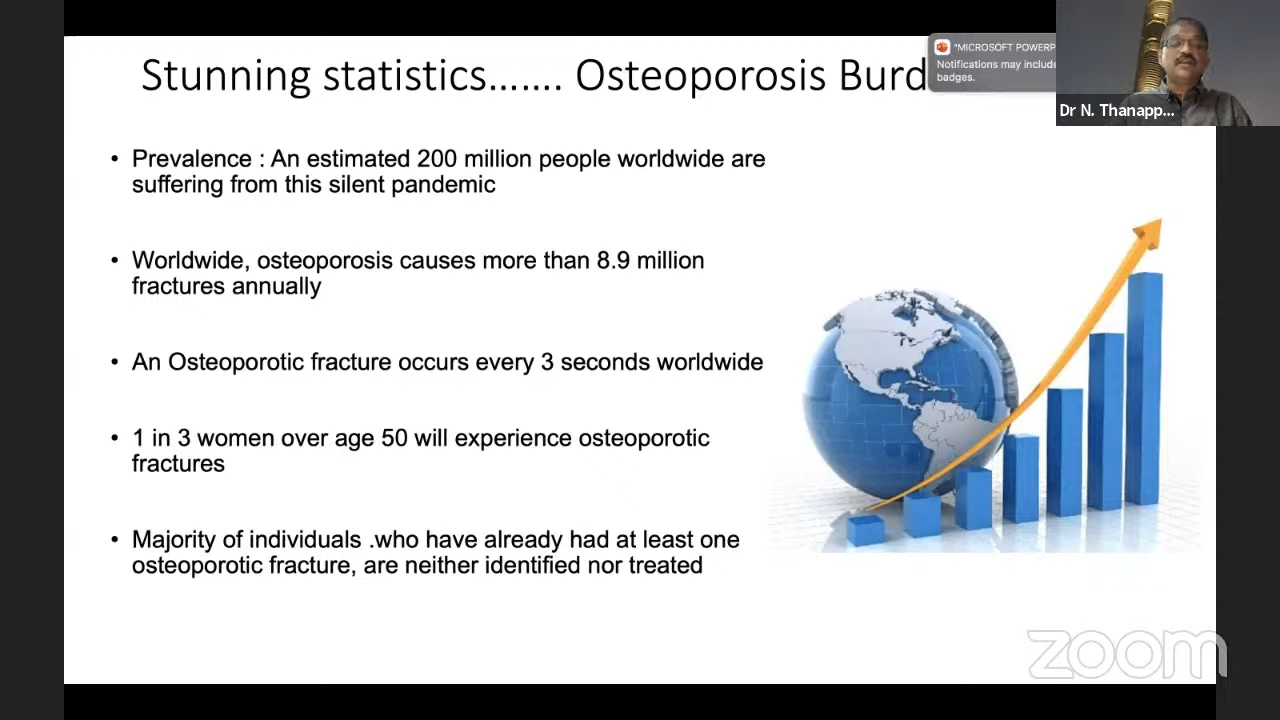 Stunning statistics……. Osteoporosis Burd
"MICROSOFT POWERP
Notifications may include
badges.
Dr N. Thanapp...
• Prevalence : An estimated 200 million people worldwide are
suffering from this silent pandemic
• Worldwide, osteoporosis causes more than 8.9 million
fractures annually
• An Osteoporotic fracture occurs every 3 seconds worldwide
• 1 in 3 women over age 50 will experience osteoporotic
fractures
• Majority of individuals .who have already had at least one
osteoporotic fracture, are neither identified nor treated
zoom